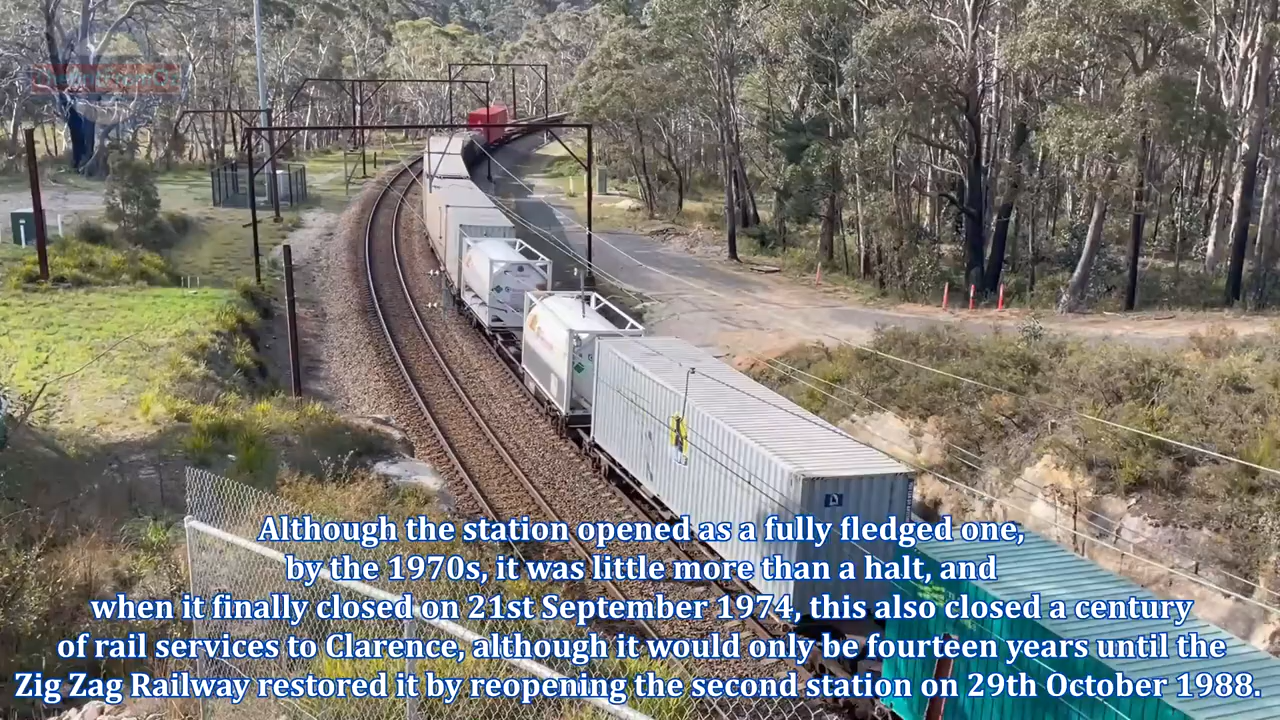 Although the station opened as a fully fledged one,
by the 1970s, it was little more than a halt, and
when it finally closed on 21st September 1974, this also closed a century
of rail services to Clarence, although it would only be fourteen years until the
Zig Zag Railway restored it by reopening the second station on 29th October 1988.